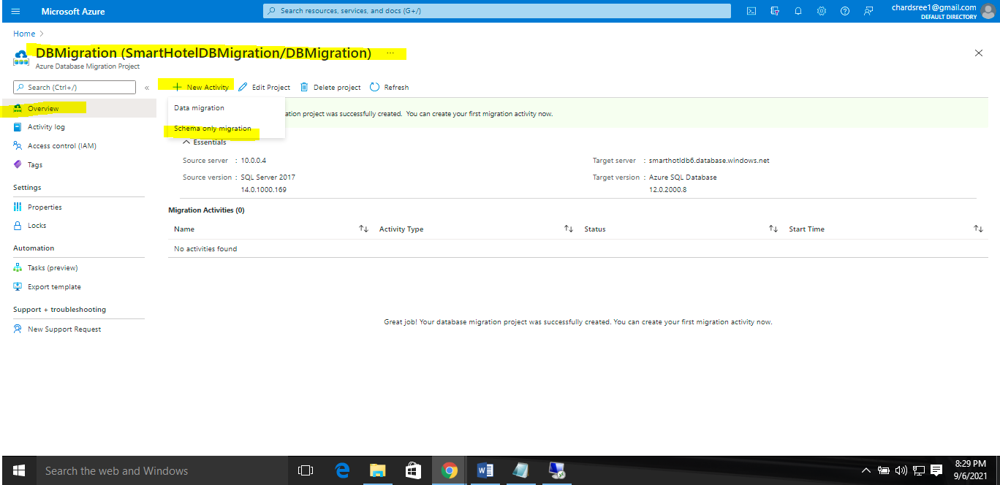 Microsoft Azure
Search resources, services, and docs (G+/)
chardsree1@gmail.com
DEFAULT DIRECTORY
Home
DBMigration (SmartHotelDBMigration/DBMigration) ...
Azure Database Migration Project
Search (Ctrl+/)
«
New Activity
Edit Project
Delete project
Refresh
Data migration
Schema only migration
ation project was successfully created. You can create your first migration activity now.
Overview
Activity log
Access control (IAM)
Tags
Settings
Properties
Locks
Automation
Tasks (preview)
Export template
Support + troubleshooting
New Support Request
Essentials
Source server : 10.0.0.4
Source version : SQL Server 2017
14.0.1000.169
Target server : smarthotldb6.database.windows.net
Target version : Azure SQL Database
12.0.2000.8
Migration Activities (0)
Name Activity Type Status Start Time
No activities found
Great job! Your database migration project was successfully created. You can create your first migration activity now.
Search the web and Windows
8:29 PM
9/6/2021